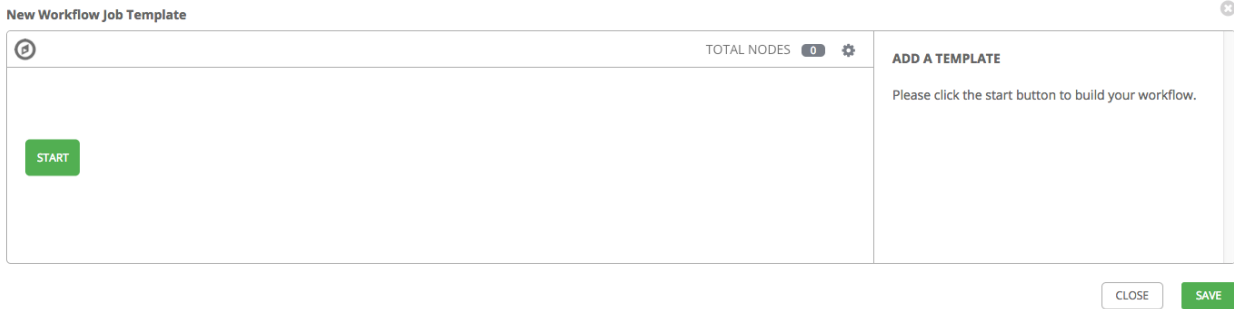 New Workflow Job Template
TOTAL NODES 0
ADD A TEMPLATE
Please click the start button to build your workflow.
START
CLOSE
SAVE